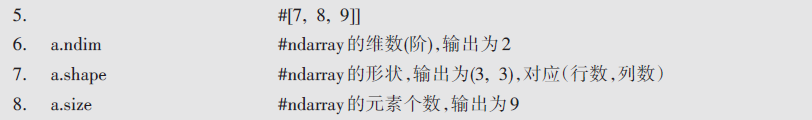 5. #[7, 8, 9]]
6. a.ndim #ndarray的维数(阶),输出为2
7. a.shape #ndarray的形状,输出为(3, 3),对应(行数,列数)
8. a.size #ndarray的元素个数,输出为9